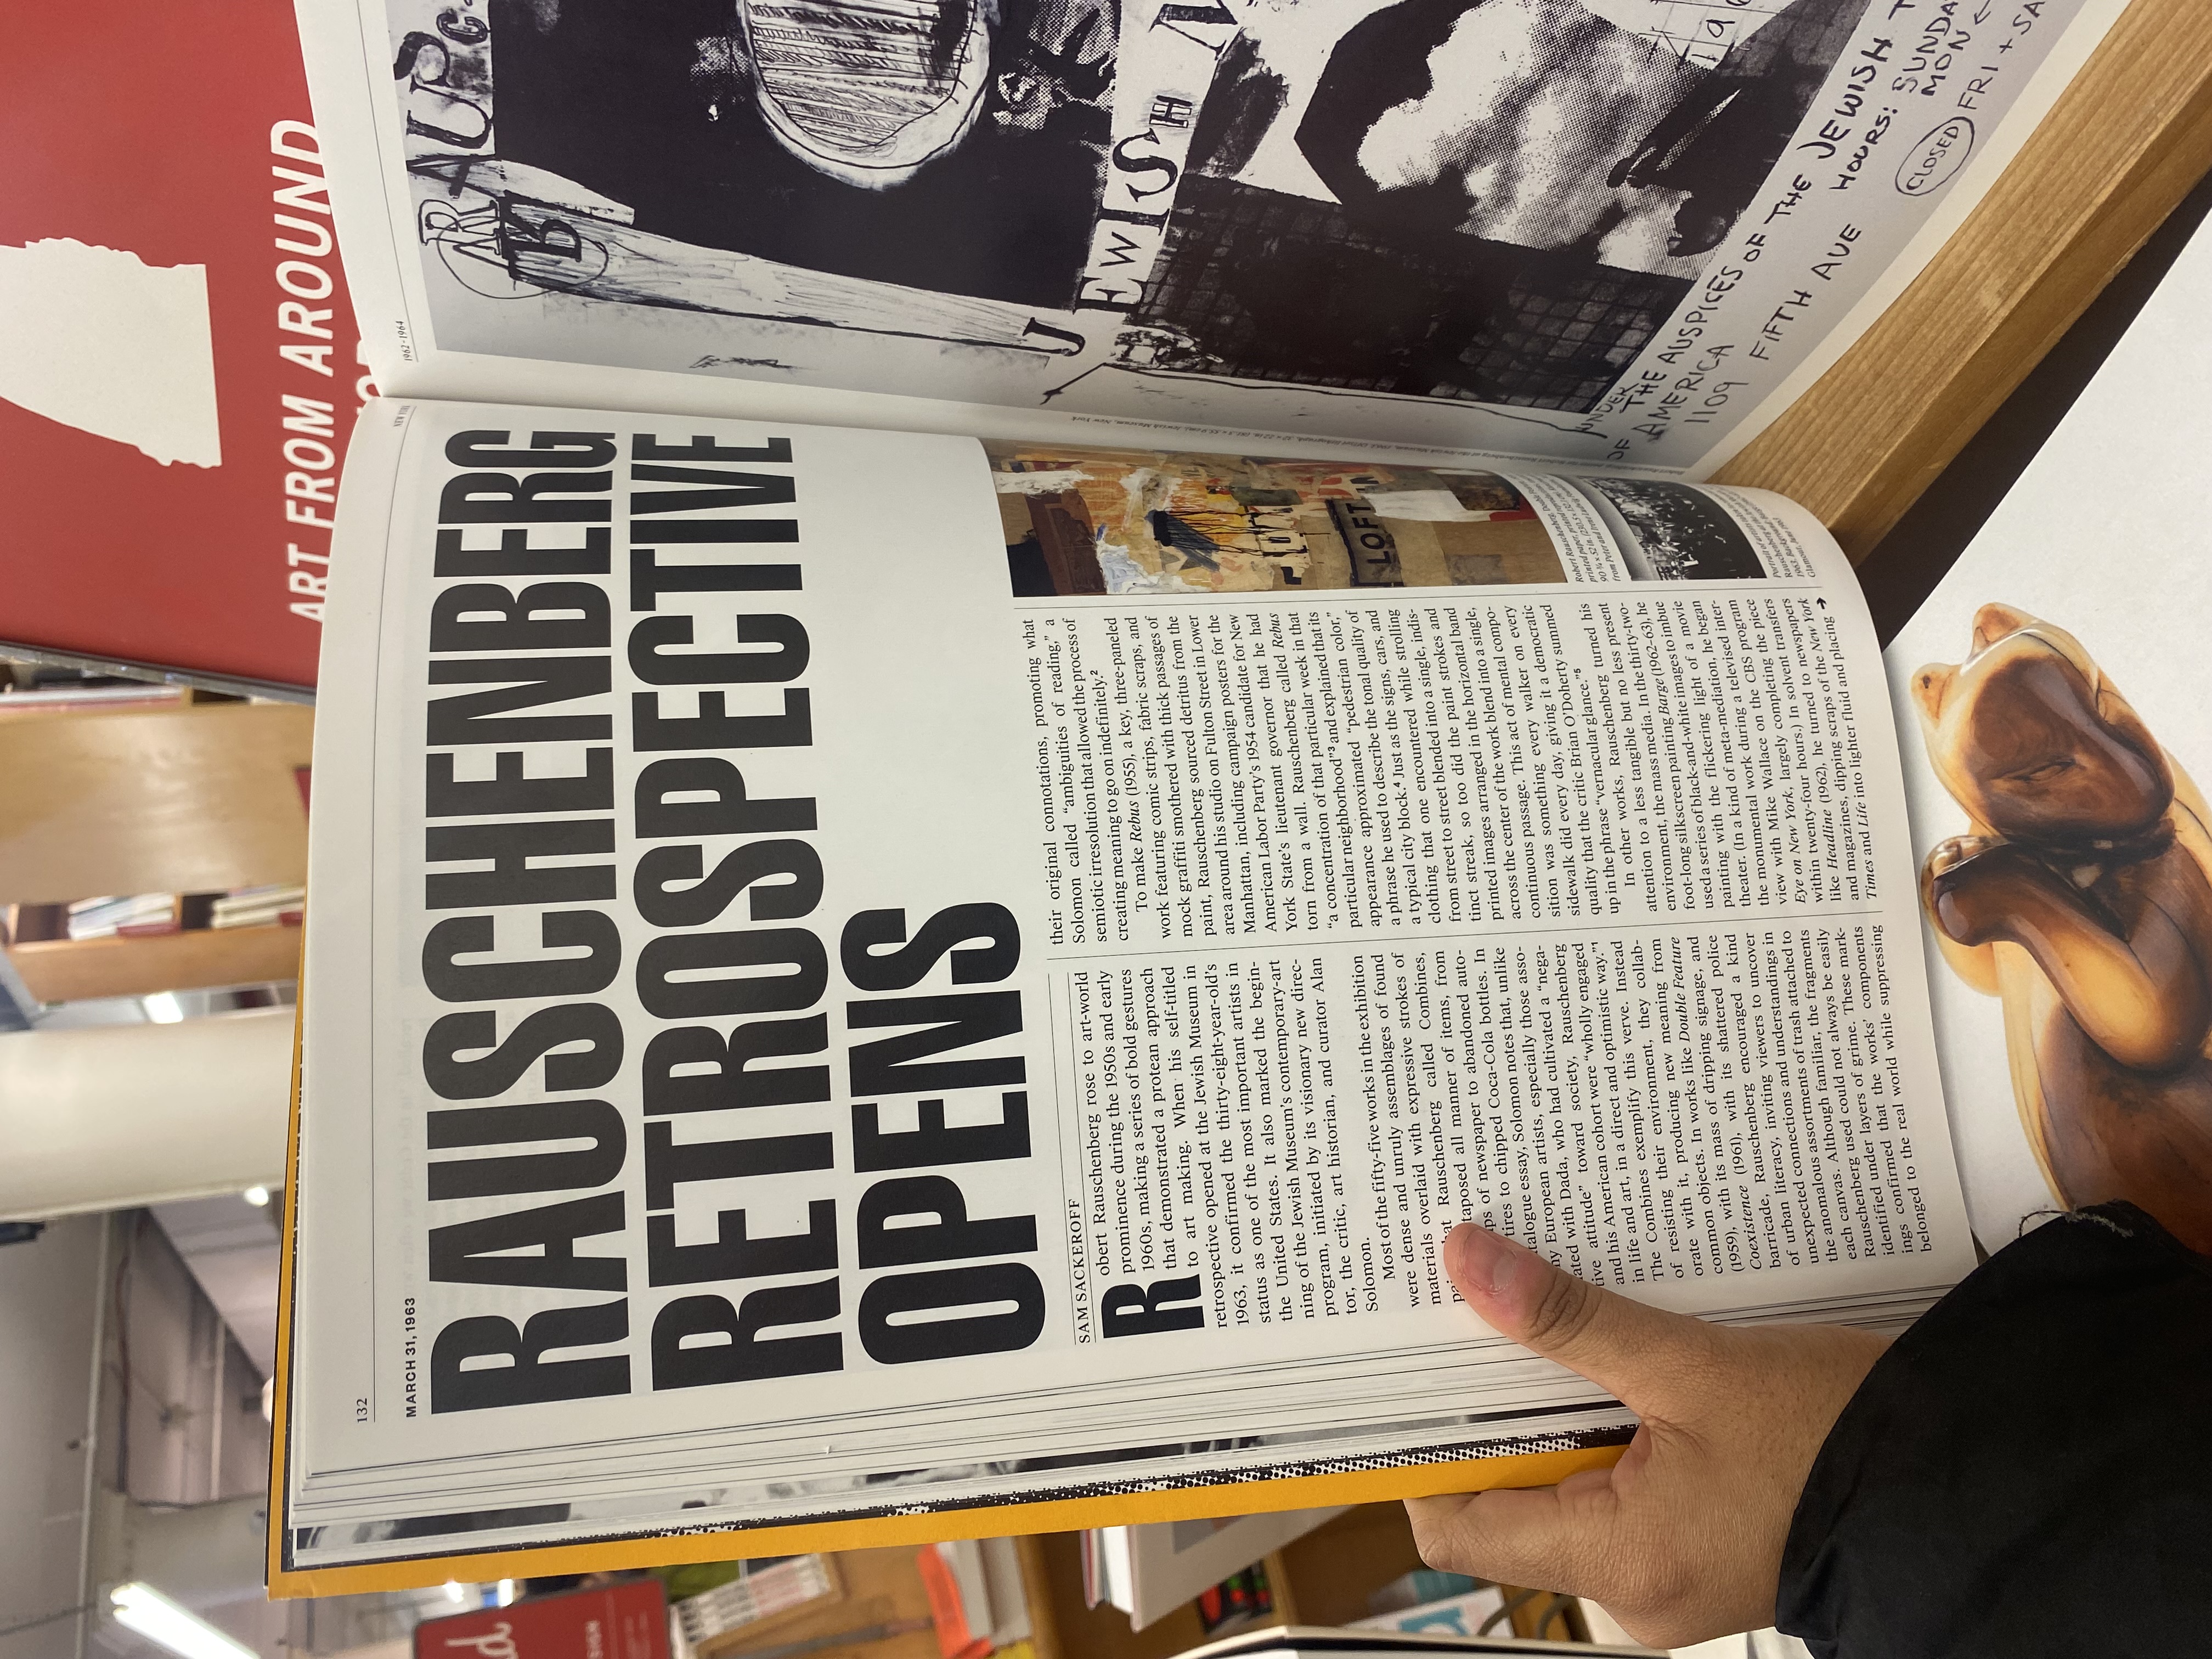 ART FROM AROUND
132
NEW YORK
MARCH 31, 1963
RAUSCHENBERG
RETROSPECTIVE
OPENS
SAM SACKEROFF
Robert Rauschenberg rose to art-world
prominence during the 1950s and early
1960s, making a series of bold gestures
that demonstrated a protean approach
to art making. When his self-titled
retrospective opened at the Jewish Museum in
1963, it confirmed the thirty-eight-year-old's
status as one of the most important artists in
the United States. It also marked the begin-
ning of the Jewish Museum's contemporary-art
program, initiated by its visionary new direc-
tor, the critic, art historian, and curator Alan
Solomon.
Most of the fifty-five works in the exhibition
were dense and unruly assemblages of found
materials overlaid with expressive strokes of
Rauschenberg called Combines,
taposed all manner of items, from
ps of newspaper to abandoned auto-
tires to chipped Coca-Cola bottles. In
talogue essay, Solomon notes that, unlike
ny European artists, especially those asso-
ated with Dada, who had cultivated a “nega-
tive attitude” toward society, Rauschenberg
and his American cohort were “wholly engaged
in life and art, in a direct and optimistic way.”1
The Combines exemplify this verve. Instead
of resisting their environment, they collab-
orate with it, producing new meaning from
common objects. In works like Double Feature
(1959), with its mass of dripping signage, and
Coexistence (1961), with its shattered police
barricade, Rauschenberg encouraged a kind
of urban literacy, inviting viewers to uncover
unexpected connections and understandings in
the anomalous assortments of trash attached to
each canvas. Although familiar, the fragments
Rauschenberg used could not always be easily
identified under layers of grime. These mark-
ings confirmed that the works' components
belonged to the real world while suppressing
their original connotations, promoting what
Solomon called “ambiguities of reading,” a
semiotic irresolution that allowed the process of
creating meaning to go on indefinitely.2
To make Rebus (1955), a key, three-paneled
work featuring comic strips, fabric scraps, and
mock graffiti smothered with thick passages of
paint, Rauschenberg sourced detritus from the
area around his studio on Fulton Street in Lower
Manhattan, including campaign posters for the
American Labor Party's 1954 candidate for New
York State's lieutenant governor that he had
torn from a wall. Rauschenberg called Rebus
“a concentration of that particular week in that
particular neighborhood”3 and explained that its
appearance approximated “pedestrian color,”
a phrase he used to describe the tonal quality of
a typical city block.4 Just as the signs, cars, and
clothing that one encountered while strolling
from street to street blended into a single, indis-
tinct streak, so too did the paint strokes and
printed images arranged in the horizontal band
across the center of the work blend into a single,
continuous passage. This act of mental compo-
sition was something every walker on every
sidewalk did every day, giving it a democratic
quality that the critic Brian O'Doherty summed
up in the phrase “vernacular glance.”5
In other works, Rauschenberg turned his
attention to a less tangible but no less present
environment, the mass media. In the thirty-two-
foot-long silkscreen painting Barge (1962–63), he
used a series of black-and-white images to imbue
painting with the flickering light of a movie
theater. (In a kind of meta-mediation, he began
the monumental work during a televised inter-
view with Mike Wallace on the CBS program
Eye on New York, largely completing the piece
within twenty-four hours.) In solvent transfers
like Headline (1962), he turned to newspapers
and magazines, dipping scraps of the New York
Times and Life into lighter fluid and placing →
LOFT
Robert Rauschenberg, Double
printed paper, printed
Portrait of artists
Rauschenberg
1963.
Glamour, June 1963
1962–1964
RAUSC
JEWISH M
UNDER THE AUSPICES OF THE JEWISH T
OF AMERICA
1109 FIFTH AVE
HOURS: SUNDA
MON
CLOSED FRI + SA